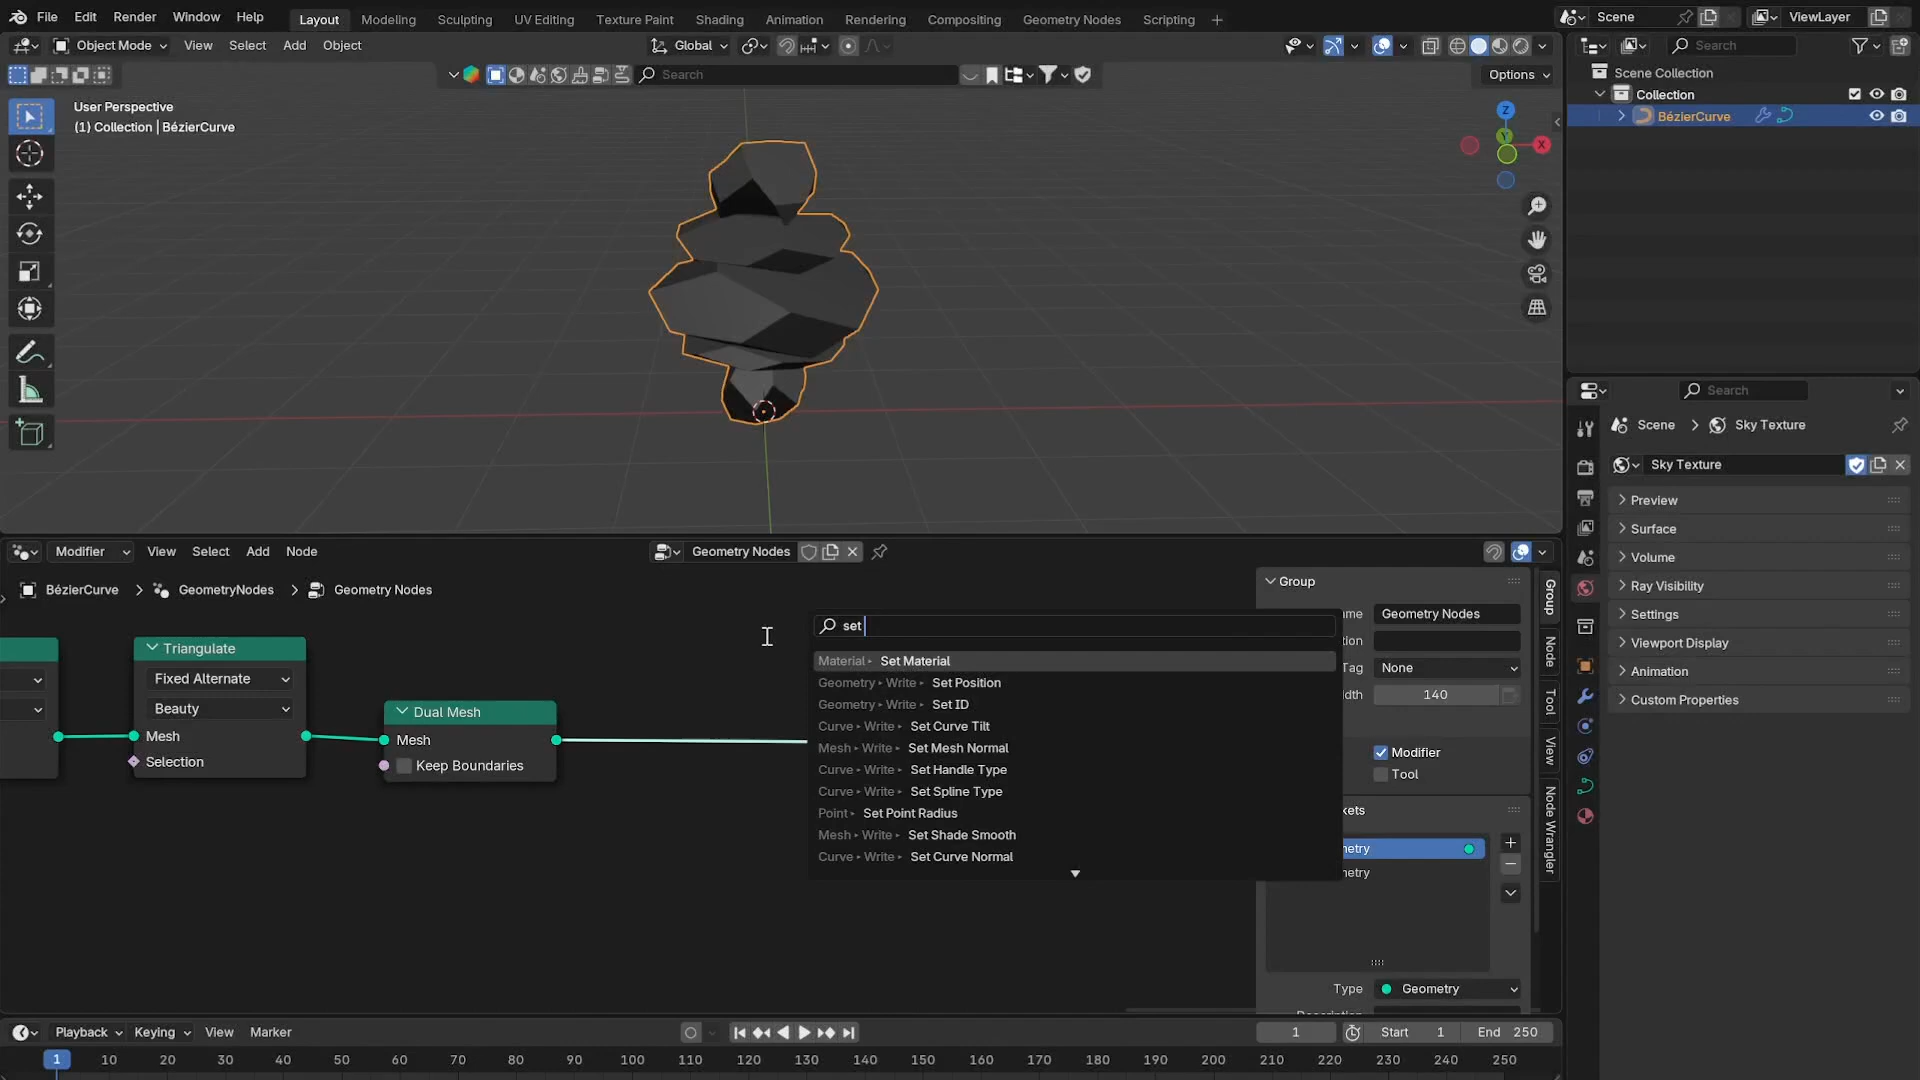 File Edit Render Window Help Layout Modeling Sculpting UV Editing Texture Paint Shading Animation Rendering Compositing Geometry Nodes Scripting Scene ViewLayer
Object Mode View Select Add Object Global Search
Search Options
User Perspective
(1) Collection | BézierCurve
Z
Y
X
Scene Collection
Collection
BézierCurve
Search
Scene Sky Texture
Sky Texture
Preview
Surface
Volume
Ray Visibility
Settings
Viewport Display
Animation
Custom Properties
Modifier View Select Add Node Geometry Nodes
BézierCurve GeometryNodes Geometry Nodes
Triangulate
Fixed Alternate
Beauty
Mesh
Selection
Dual Mesh
Mesh
Keep Boundaries
set
Material Set Material
Geometry Write Set Position
Geometry Write Set ID
Curve Write Set Curve Tilt
Mesh Write Set Mesh Normal
Curve Write Set Handle Type
Curve Write Set Spline Type
Point Set Point Radius
Mesh Write Set Shade Smooth
Curve Write Set Curve Normal
Group
me Geometry Nodes
tion
Tag None
dth 140
Modifier
Tool
kets
metry
metry
Type Geometry
Group
Node
Tool
View
Node Wrangler
Playback Keying View Marker 1 Start 1 End 250
1 10 20 30 40 50 60 70 80 90 100 110 120 130 140 150 160 170 180 190 200 210 220 230 240 250